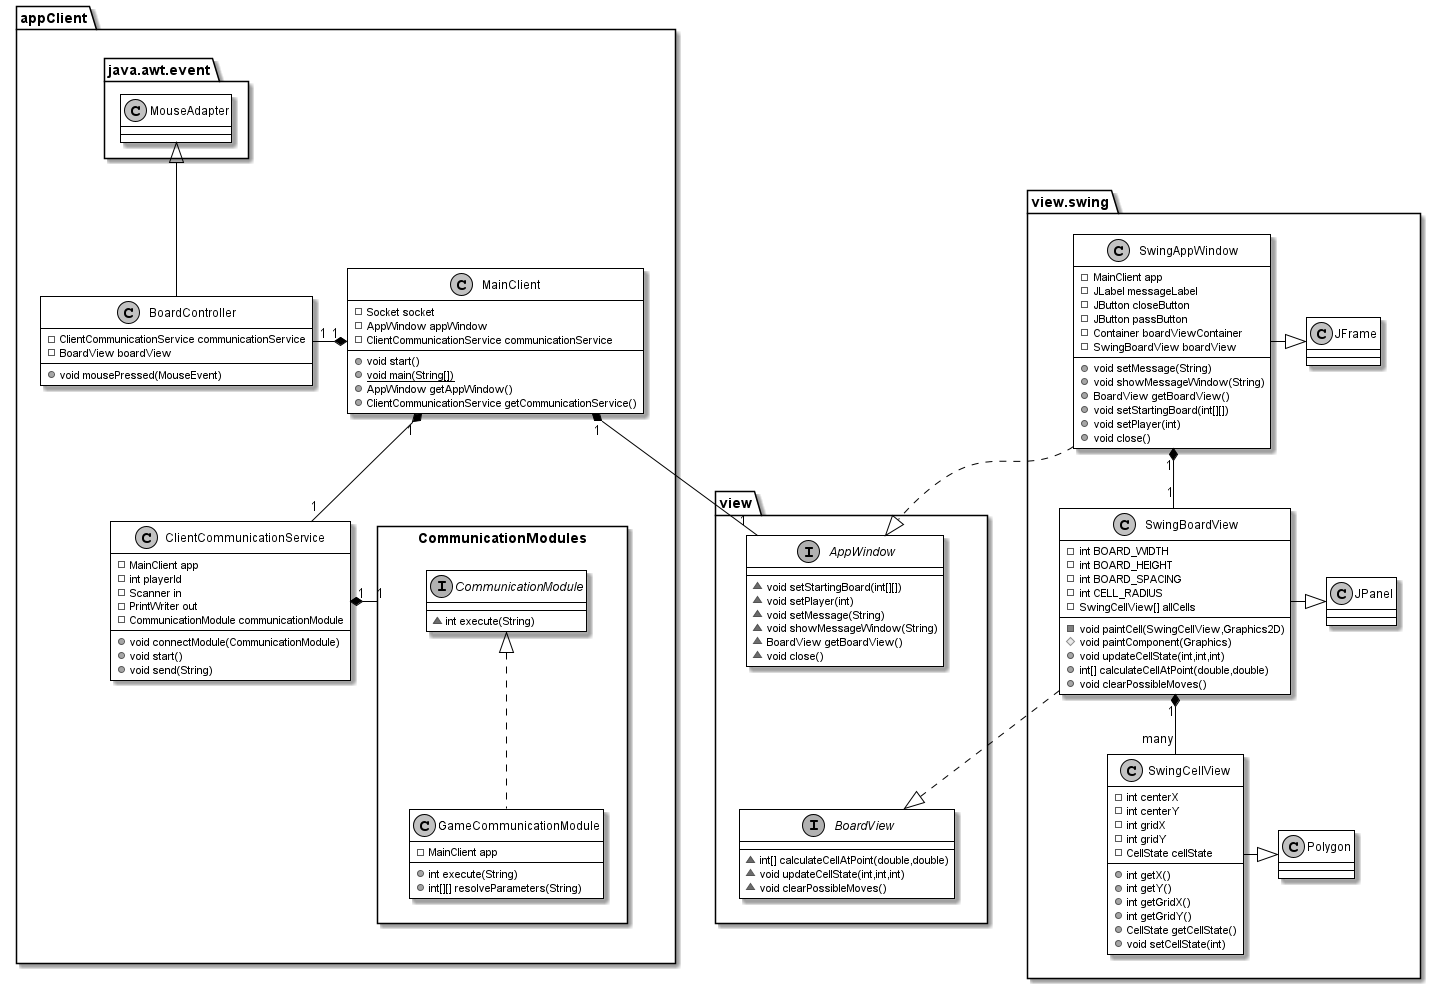 appClient
java.awt.event
C MouseAdapter
C BoardController
ClientCommunicationService communicationService
BoardView boardView
void mousePressed(MouseEvent)
1 1
C MainClient
Socket socket
AppWindow appWindow
ClientCommunicationService communicationService
void start()
void main(String[])
AppWindow getAppWindow()
ClientCommunicationService getCommunicationService()
1
1
1
1
C ClientCommunicationService
MainClient app
int playerId
Scanner in
PrintWriter out
CommunicationModule communicationModule
void connectModule(CommunicationModule)
void start()
void send(String)
1 1
CommunicationModules
I CommunicationModule
int execute(String)
C GameCommunicationModule
MainClient app
int execute(String)
int[][] resolveParameters(String)
view
I AppWindow
void setStartingBoard(int[][])
void setPlayer(int)
void setMessage(String)
void showMessageWindow(String)
BoardView getBoardView()
void close()
I BoardView
int[] calculateCellAtPoint(double,double)
void updateCellState(int,int,int)
void clearPossibleMoves()
view.swing
C SwingAppWindow
MainClient app
JLabel messageLabel
JButton closeButton
JButton passButton
Container boardViewContainer
SwingBoardView boardView
void setMessage(String)
void showMessageWindow(String)
BoardView getBoardView()
void setStartingBoard(int[][])
void setPlayer(int)
void close()
C JFrame
1
1
C SwingBoardView
int BOARD_WIDTH
int BOARD_HEIGHT
int BOARD_SPACING
int CELL_RADIUS
SwingCellView[] allCells
void paintCell(SwingCellView,Graphics2D)
void paintComponent(Graphics)
void updateCellState(int,int,int)
int[] calculateCellAtPoint(double,double)
void clearPossibleMoves()
C JPanel
1
many
C SwingCellView
int centerX
int centerY
int gridX
int gridY
CellState cellState
int getX()
int getY()
int getGridX()
int getGridY()
CellState getCellState()
void setCellState(int)
C Polygon